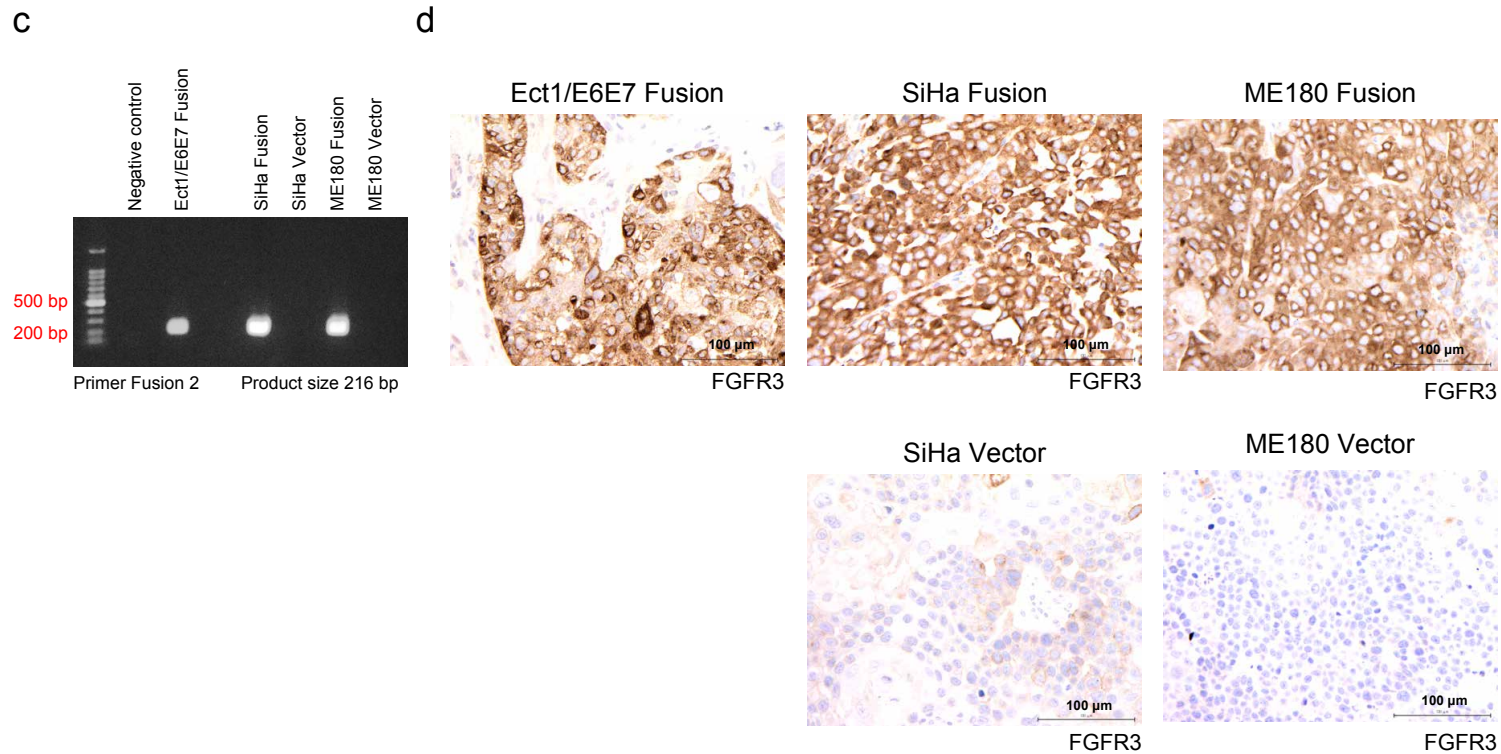 c
Negative control
Ect1/E6E7 Fusion
SiHa Fusion
SiHa Vector
ME180 Fusion
ME180 Vector
500 bp
200 bp
Primer Fusion 2 Product size 216 bp
d
Ect1/E6E7 Fusion
100 μm
FGFR3
SiHa Fusion
100 μm
FGFR3
ME180 Fusion
100 μm
FGFR3
SiHa Vector
100 μm
FGFR3
ME180 Vector
100 μm
FGFR3